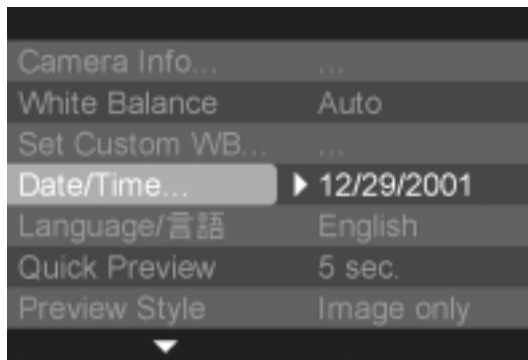 Camera Info... ...
White Balance Auto
Set Custom WB... ...
Date/Time... 12/29/2001
Language/言語 English
Quick Preview 5 sec.
Preview Style Image only